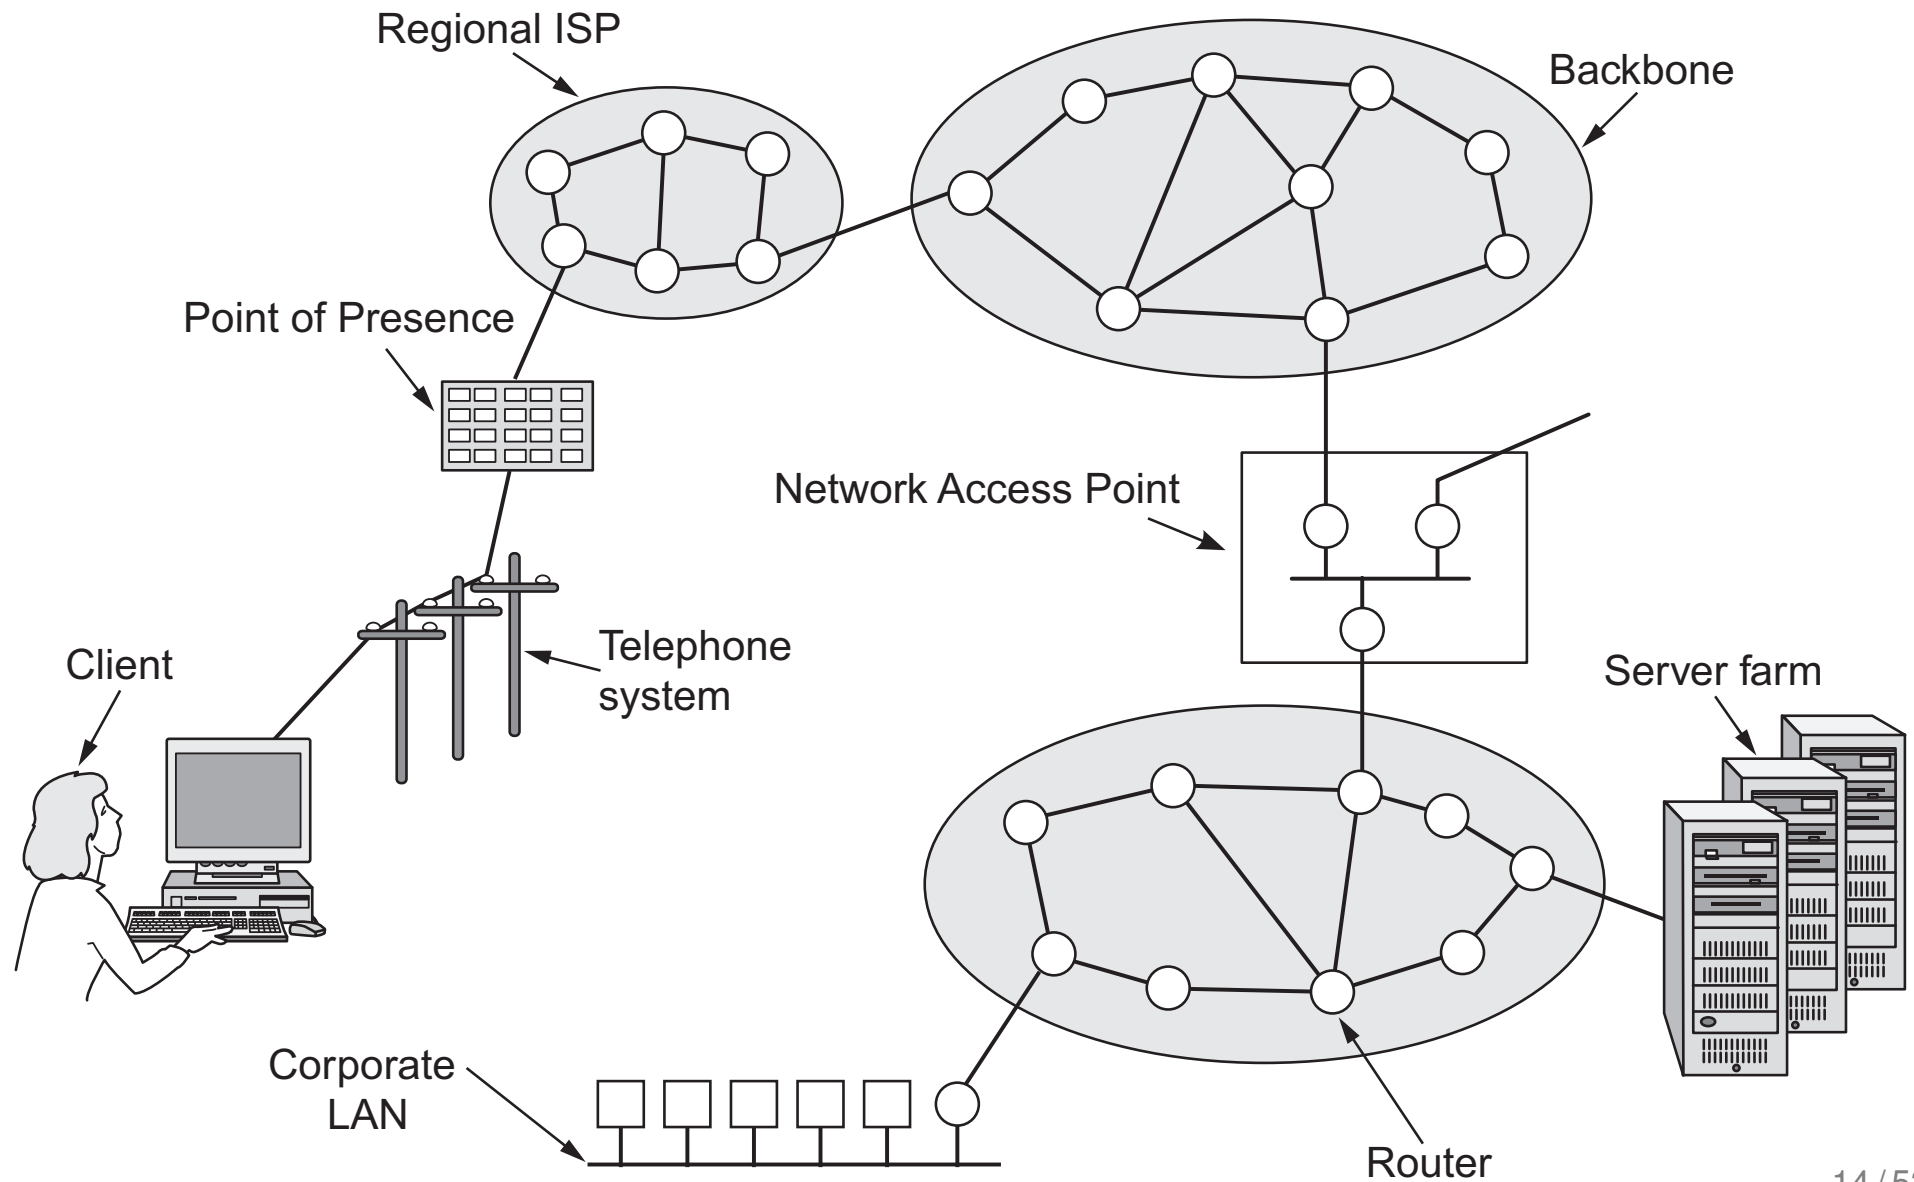 Regional ISP
Backbone
Point of Presence
Network Access Point
Telephone
system
Client
Server farm
Corporate
LAN
Router